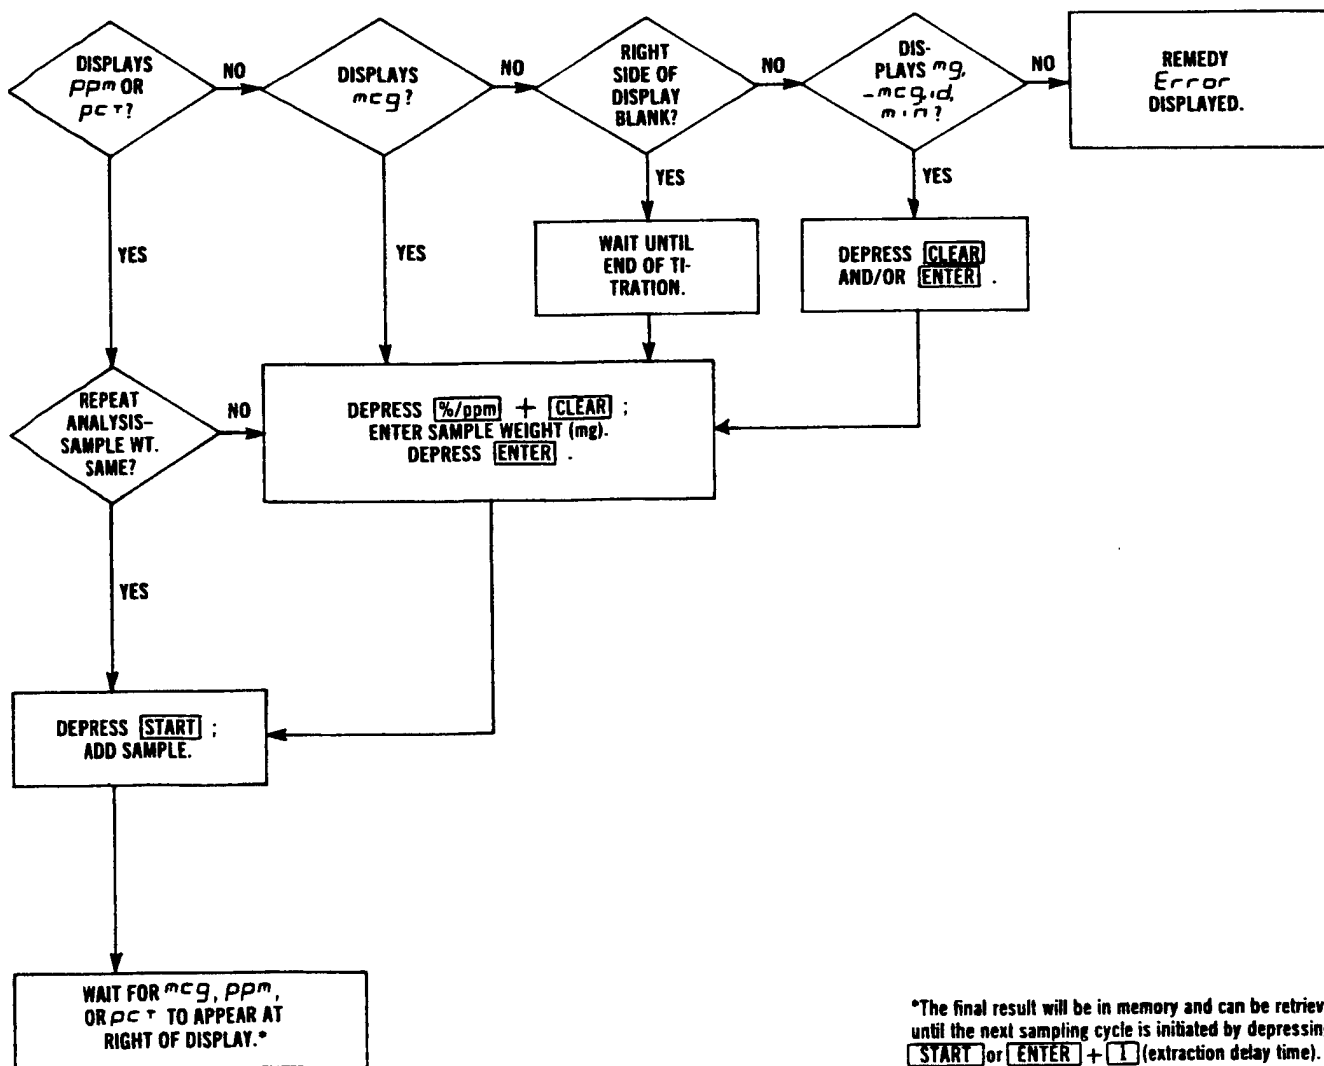 DISPLAYS
ppm OR
pct?
NO
DISPLAYS
mcg?
NO
RIGHT
SIDE OF
DISPLAY
BLANK?
NO
DIS-
PLAYS mg,
-mcg, id,
min?
NO
REMEDY
Error
DISPLAYED.
YES
YES
YES
YES
WAIT UNTIL
END OF TI-
TRATION.
DEPRESS CLEAR
AND/OR ENTER .
REPEAT
ANALYSIS-
SAMPLE WT.
SAME?
NO
DEPRESS %/ppm + CLEAR ;
ENTER SAMPLE WEIGHT (mg).
DEPRESS ENTER .
YES
DEPRESS START ;
ADD SAMPLE.
WAIT FOR mcg, ppm,
OR pct TO APPEAR AT
RIGHT OF DISPLAY.*
*The final result will be in memory and can be retriev
until the next sampling cycle is initiated by depressin
START or ENTER + 1 (extraction delay time).